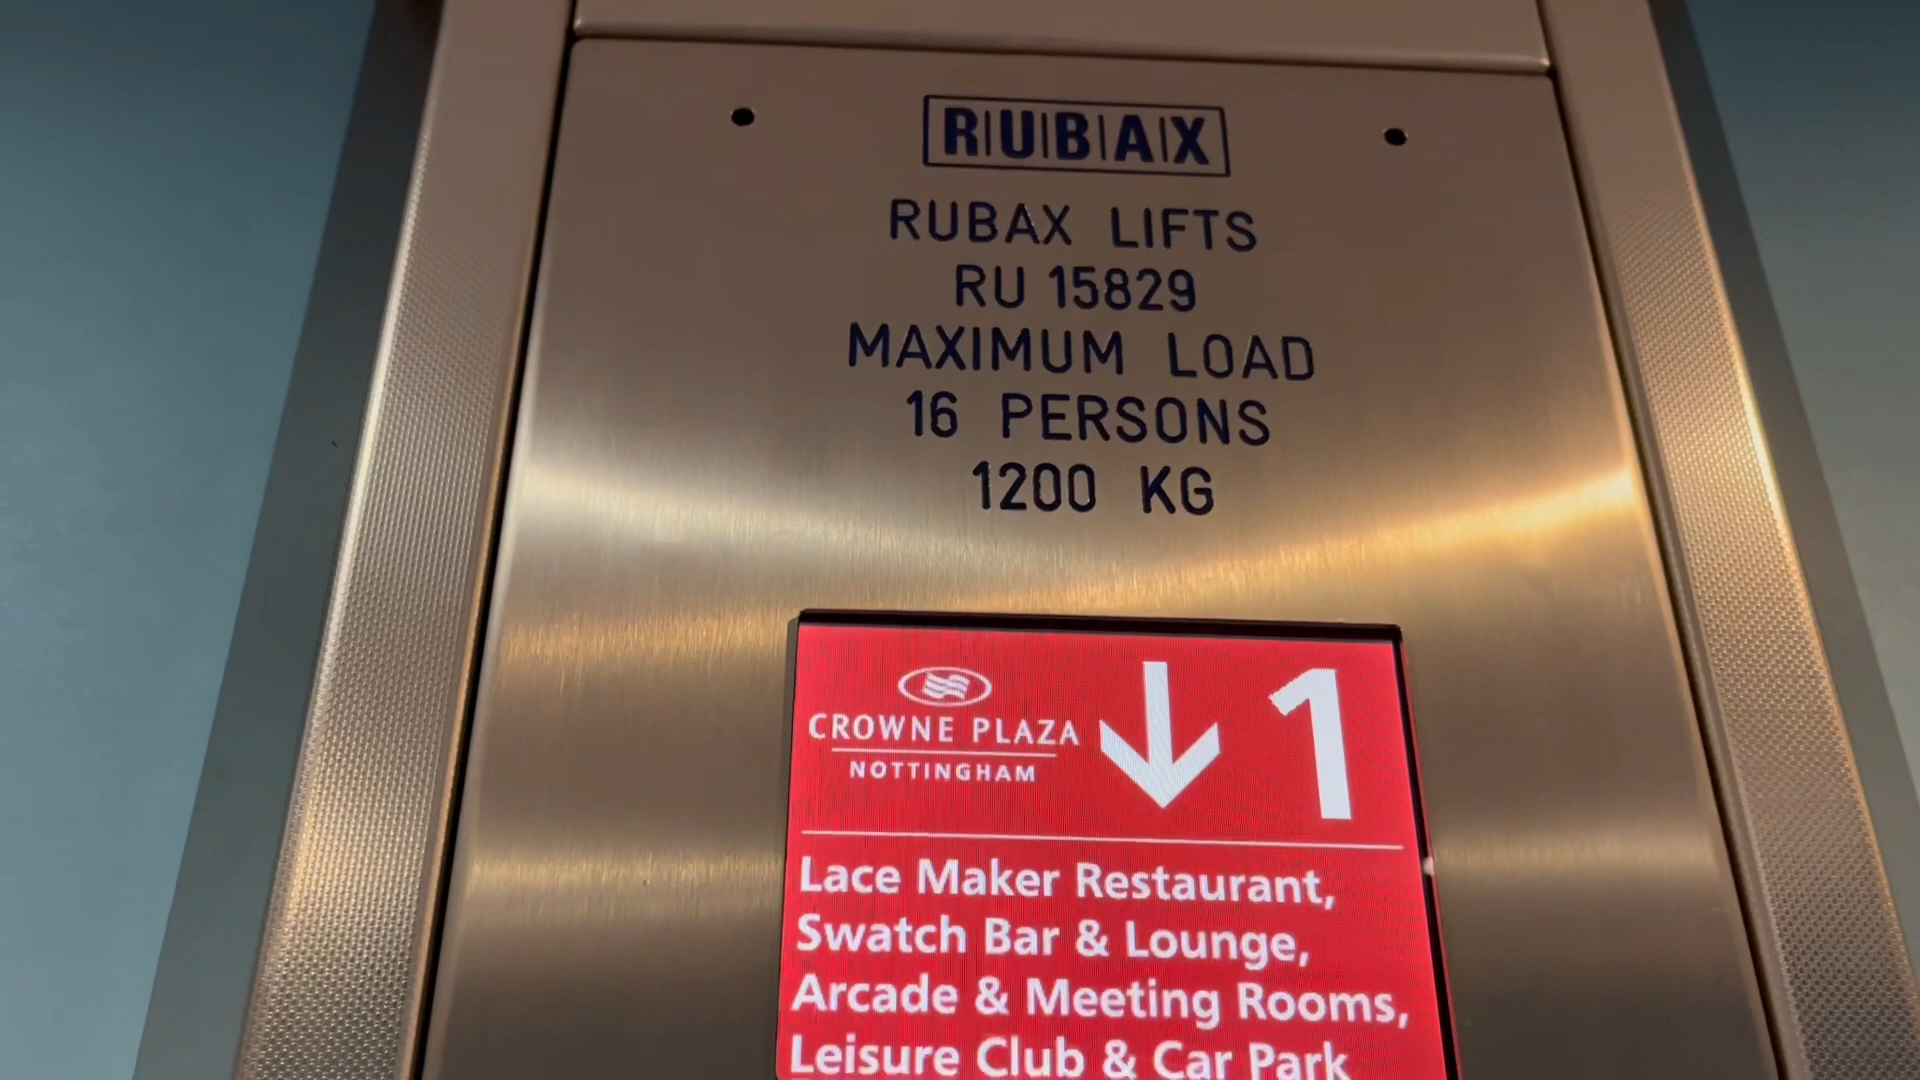 RUBAX
RUBAX LIFTS
RU 15829
MAXIMUM LOAD
16 PERSONS
1200 KG
CROWNE PLAZA
NOTTINGHAM
↓ 1
Lace Maker Restaurant,
Swatch Bar & Lounge,
Arcade & Meeting Rooms,
Leisure Club & Car Park